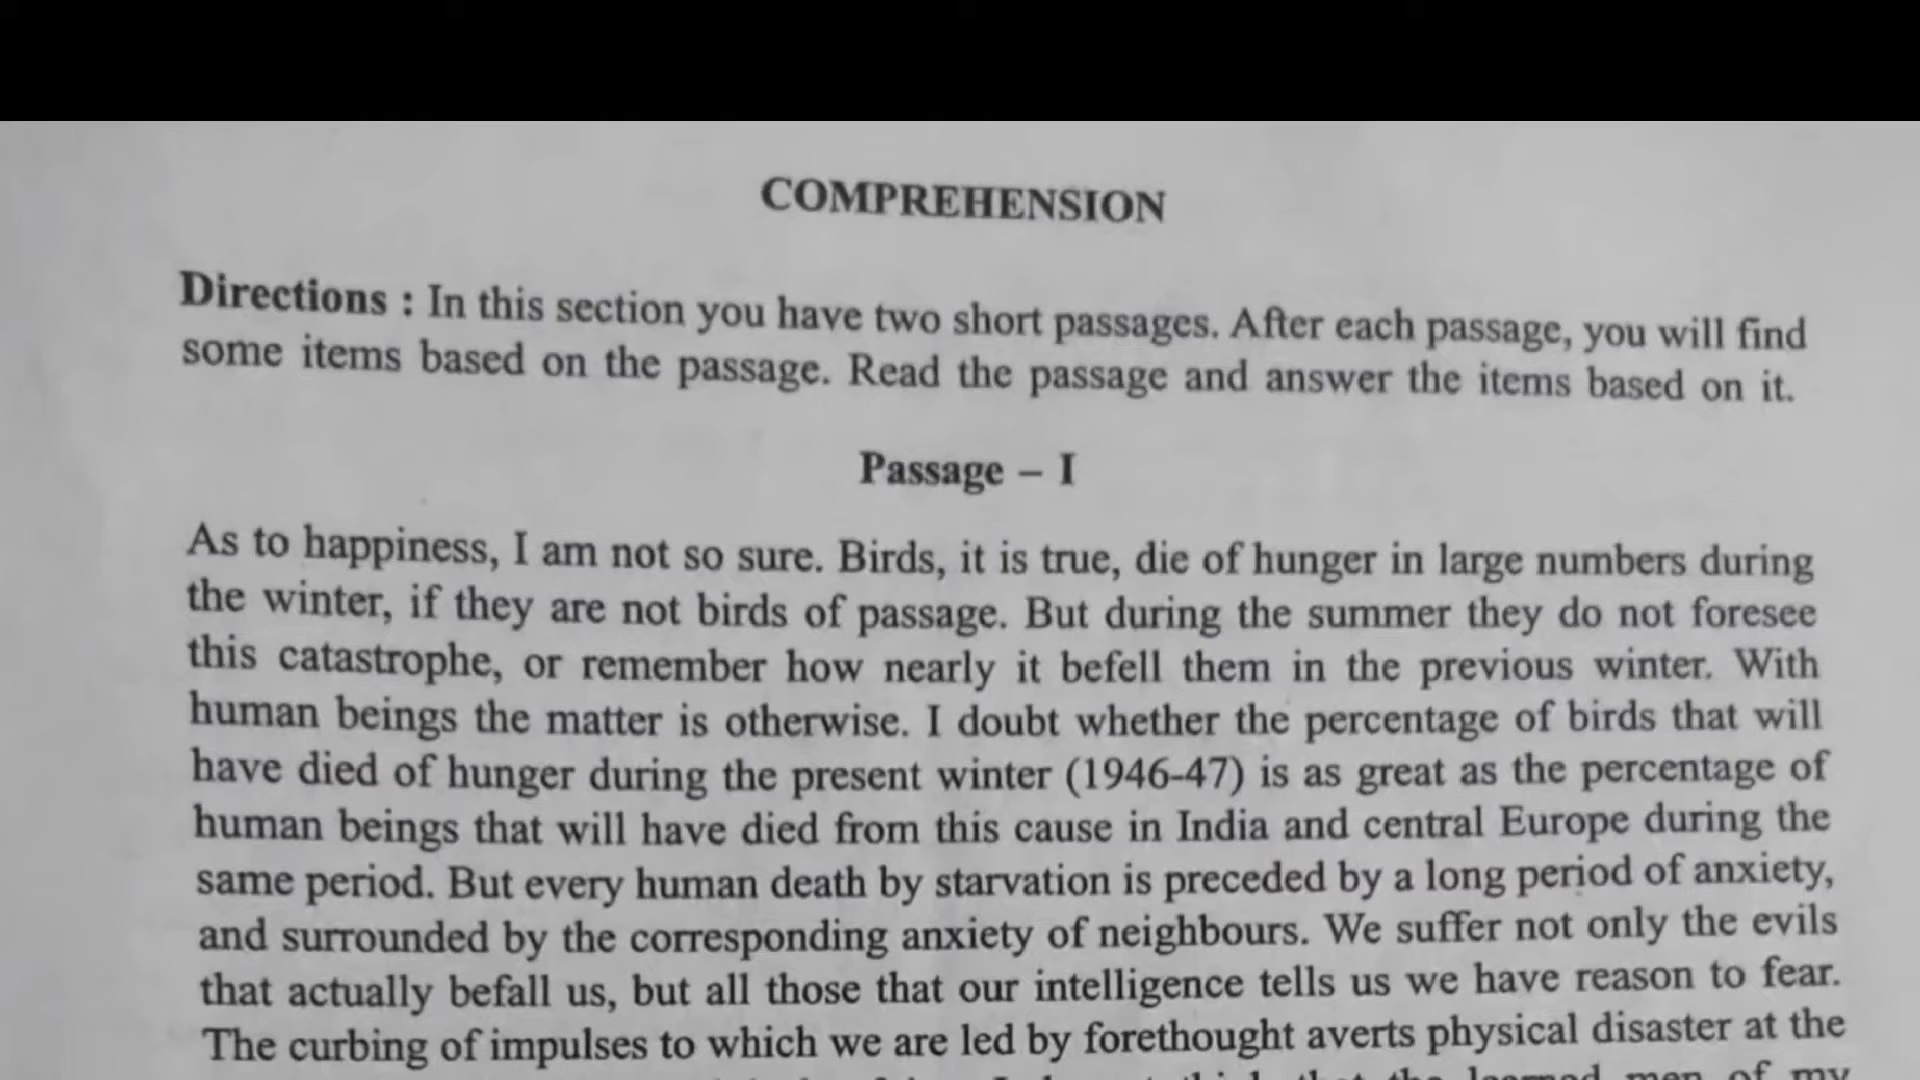 COMPREHENSION
Directions : In this section you have two short passages. After each passage, you will find
some items based on the passage. Read the passage and answer the items based on it.
Passage – I
As to happiness, I am not so sure. Birds, it is true, die of hunger in large numbers during
the winter, if they are not birds of passage. But during the summer they do not foresee
this catastrophe, or remember how nearly it befell them in the previous winter. With
human beings the matter is otherwise. I doubt whether the percentage of birds that will
have died of hunger during the present winter (1946-47) is as great as the percentage of
human beings that will have died from this cause in India and central Europe during the
same period. But every human death by starvation is preceded by a long period of anxiety,
and surrounded by the corresponding anxiety of neighbours. We suffer not only the evils
that actually befall us, but all those that our intelligence tells us we have reason to fear.
The curbing of impulses to which we are led by forethought averts physical disaster at the
that the learned men of my